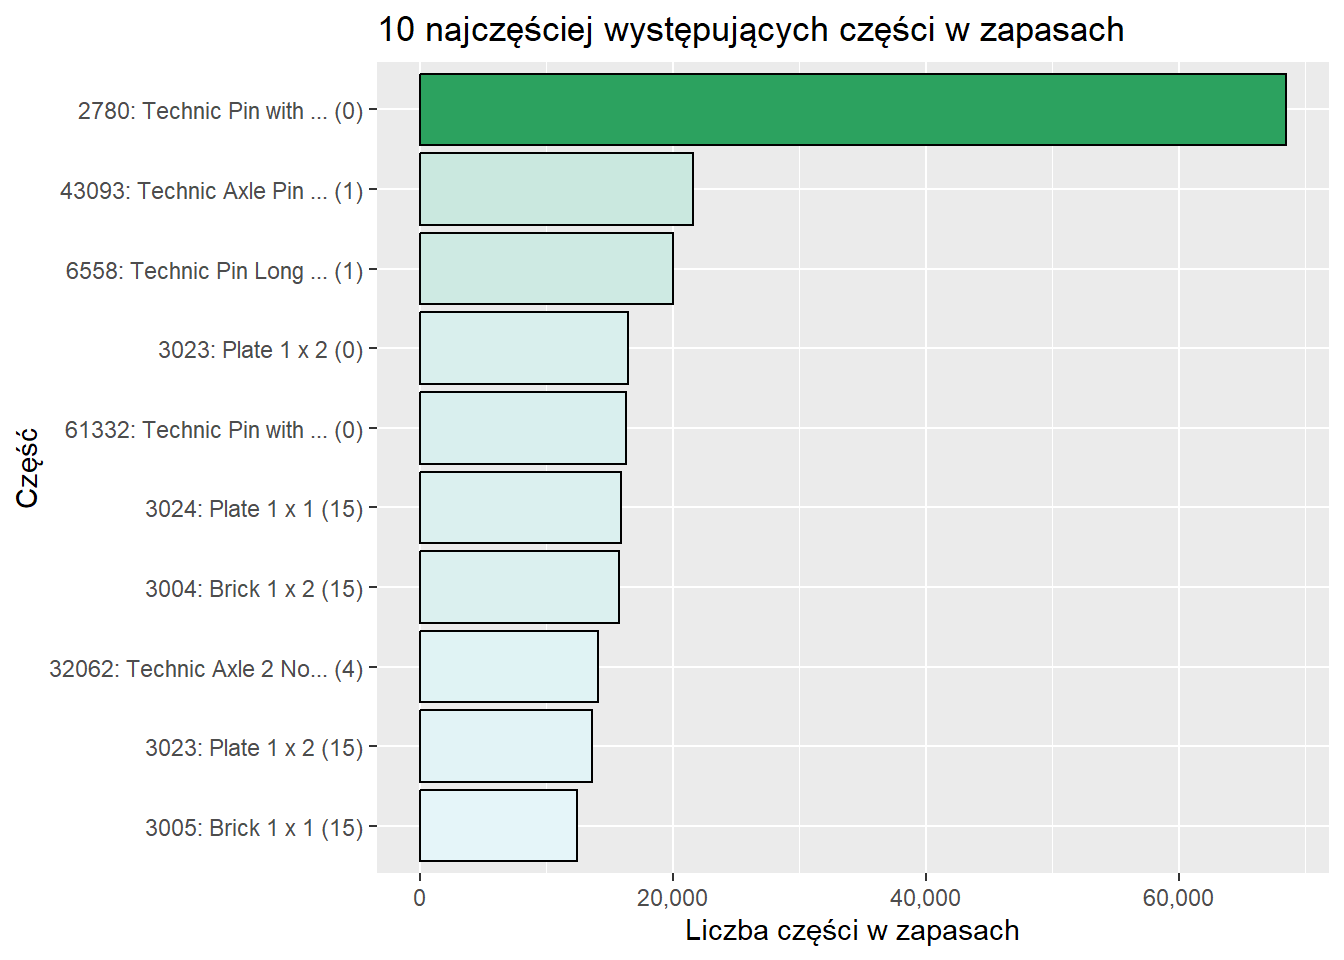 10 najczęściej występujących części w zapasach
2780: Technic Pin with ... (0)
43093: Technic Axle Pin ... (1)
6558: Technic Pin Long ... (1)
3023: Plate 1 x 2 (0)
61332: Technic Pin with ... (0)
3024: Plate 1 x 1 (15)
3004: Brick 1 x 2 (15)
32062: Technic Axle 2 No... (4)
3023: Plate 1 x 2 (15)
3005: Brick 1 x 1 (15)
Część
0
20,000
40,000
60,000
Liczba części w zapasach